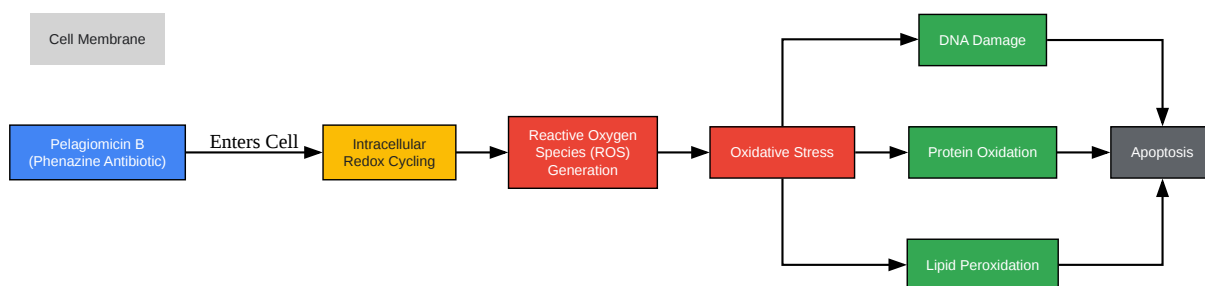 Cell Membrane
Pelagiomicin B
(Phenazine Antibiotic)
Enters Cell
Intracellular
Redox Cycling
Reactive Oxygen
Species (ROS)
Generation
Oxidative Stress
DNA Damage
Protein Oxidation
Lipid Peroxidation
Apoptosis